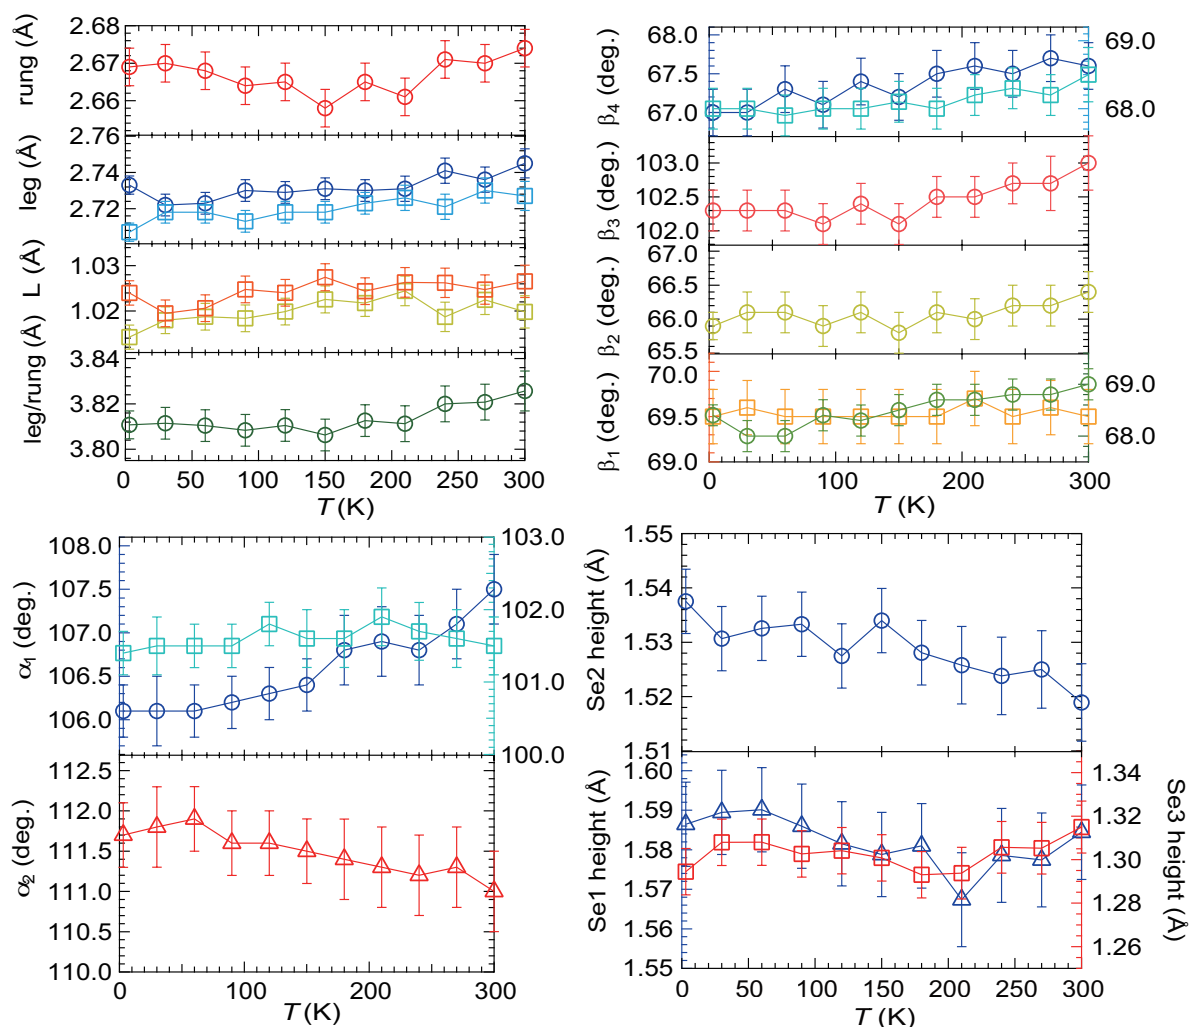 rung (Å)
2.68
2.67
2.66
2.76
leg (Å)
2.74
2.72
L (Å)
1.03
1.02
leg/rung (Å)
3.84
3.82
3.80
0 50 100 150 200 250 300
T (K)
β4 (deg.)
68.0
67.5
67.0
69.0
68.0
β3 (deg.)
103.0
102.5
102.0
β2 (deg.)
67.0
66.5
66.0
65.5
β1 (deg.)
70.0
69.5
69.0
69.0
68.0
0 100 200 300
T (K)
α1 (deg.)
108.0
107.5
107.0
106.5
106.0
103.0
102.0
101.0
100.0
α2 (deg.)
112.5
112.0
111.5
111.0
110.5
110.0
0 100 200 300
T (K)
Se2 height (Å)
1.55
1.54
1.53
1.52
1.51
Se1 height (Å)
1.60
1.59
1.58
1.57
1.56
1.55
Se3 height (Å)
1.34
1.32
1.30
1.28
1.26
0 50 100 150 200 250 300
T (K)